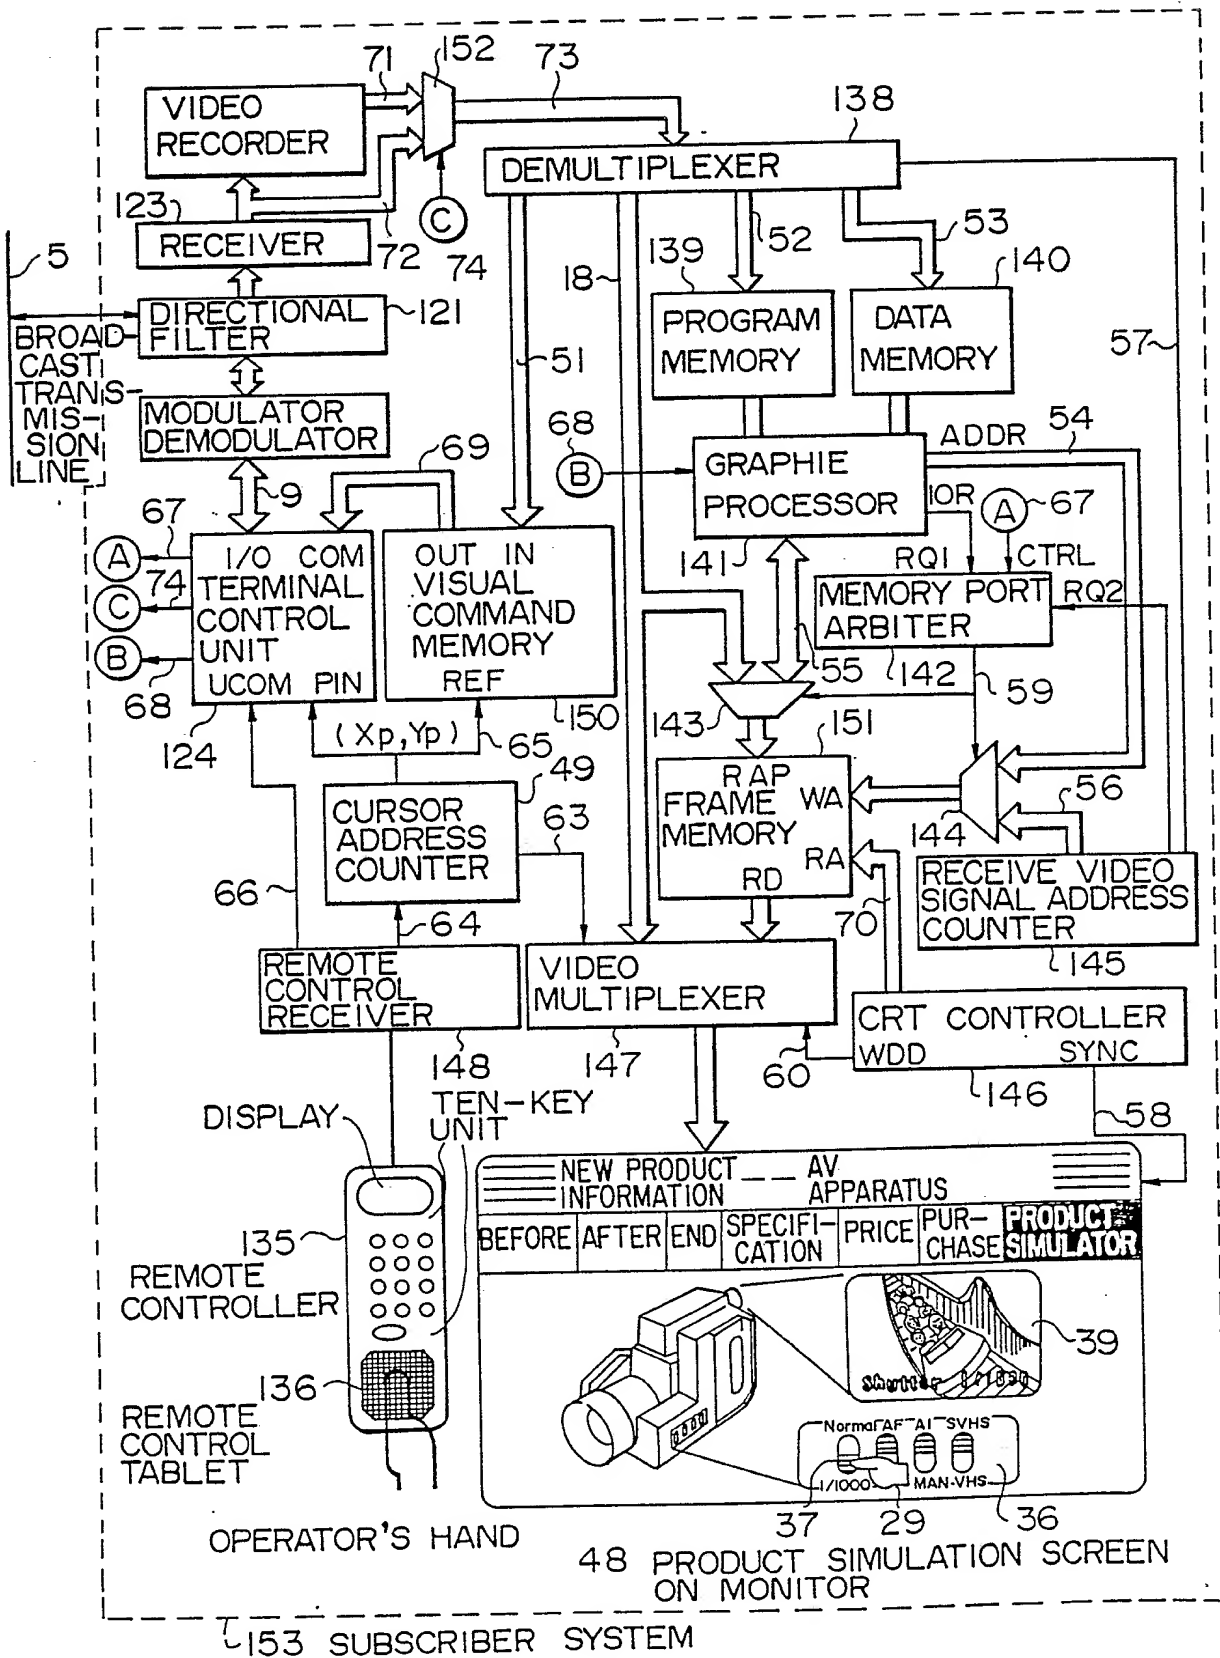 71
152
73
138
VIDEO
RECORDER
DEMULTIPLEXER
123
RECEIVER
72
C
74
5
DIRECTIONAL
FILTER
121
BROAD-
CAST
TRANS-
MIS-
SION
LINE
MODULATOR
DEMODULATOR
18
51
52
53
139
140
PROGRAM
MEMORY
DATA
MEMORY
57
69
9
68
B
GRAPHIE
PROCESSOR
141
ADDR
54
IOR
A
67
RQ1
CTRL
RQ2
MEMORY PORT
ARBITER
142
67
A
74
C
B
68
I/O COM
TERMINAL
CONTROL
UNIT
UCOM PIN
124
OUT IN
VISUAL
COMMAND
MEMORY
REF
150
(Xp,Yp)
65
55
59
143
151
RAP
FRAME
MEMORY
WA
RA
RD
144
56
49
CURSOR
ADDRESS
COUNTER
63
66
64
70
RECEIVE VIDEO
SIGNAL ADDRESS
COUNTER
145
REMOTE
CONTROL
RECEIVER
148
VIDEO
MULTIPLEXER
147
60
CRT CONTROLLER
WDD SYNC
146
58
DISPLAY
TEN-KEY
UNIT
135
REMOTE
CONTROLLER
136
REMOTE
CONTROL
TABLET
OPERATOR'S HAND
NEW PRODUCT__AV
INFORMATION APPARATUS
BEFORE
AFTER
END
SPECIFI-
CATION
PRICE
PUR-
CHASE
PRODUCT
SIMULATOR
39
Shutter
Normal AF AI SVHS
1/1000 MAN-VHS
37
29
36
48 PRODUCT SIMULATION SCREEN
ON MONITOR
153 SUBSCRIBER SYSTEM